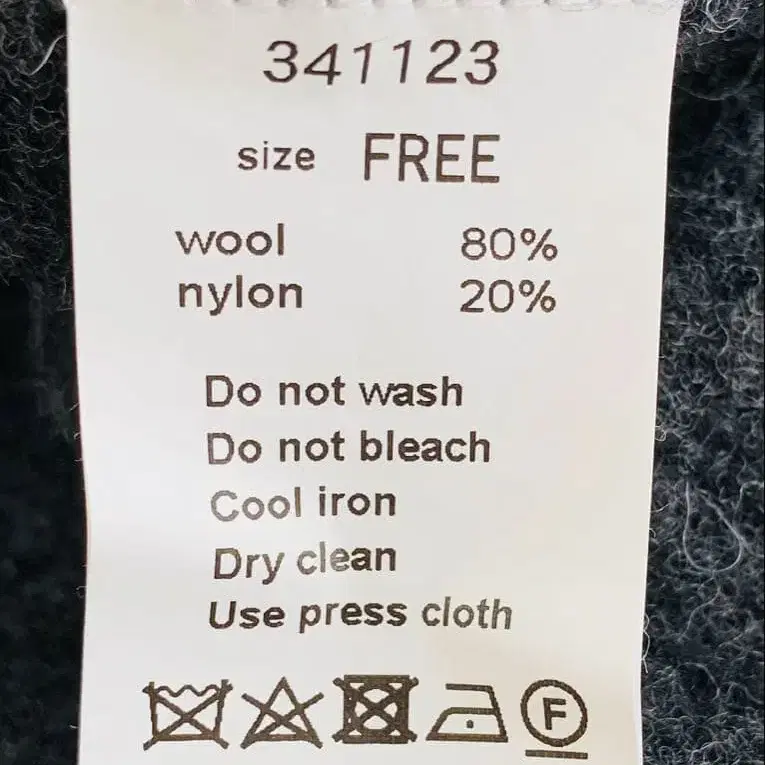 341123
size FREE
wool 80%
nylon 20%
Do not wash
Do not bleach
Cool iron
Dry clean
Use press cloth
F